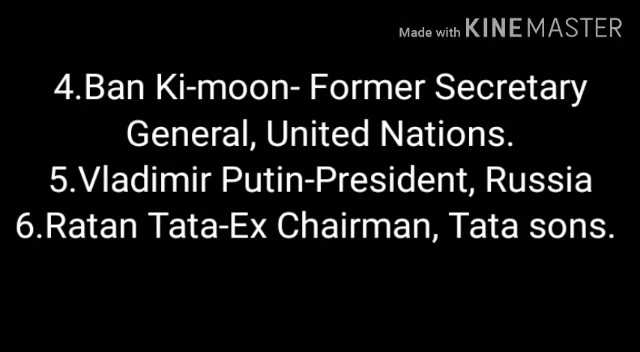 Made with KINEMASTER
4.Ban Ki-moon- Former Secretary
General, United Nations.
5.Vladimir Putin-President, Russia
6.Ratan Tata-Ex Chairman, Tata sons.